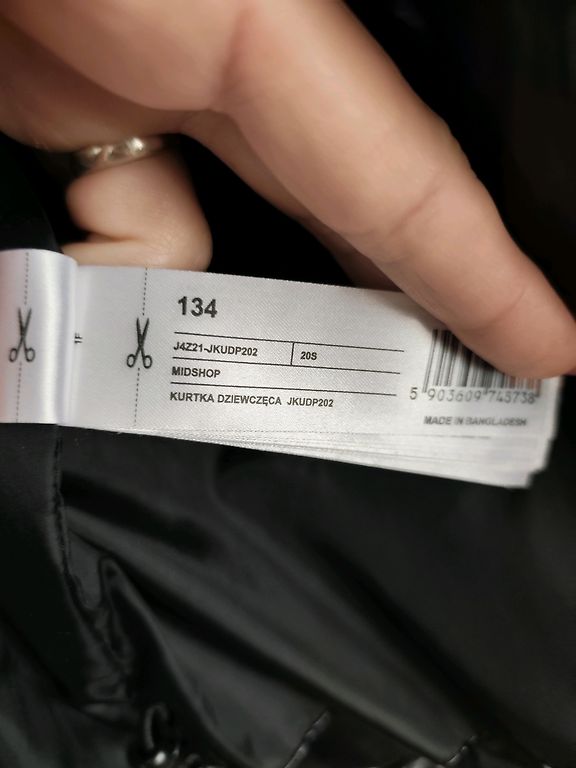 134
J4Z21-JKUDP202 20S
MIDSHOP
KURTKA DZIEWCZĘCA JKUDP202
5 903609 743738
MADE IN BANGLADESH